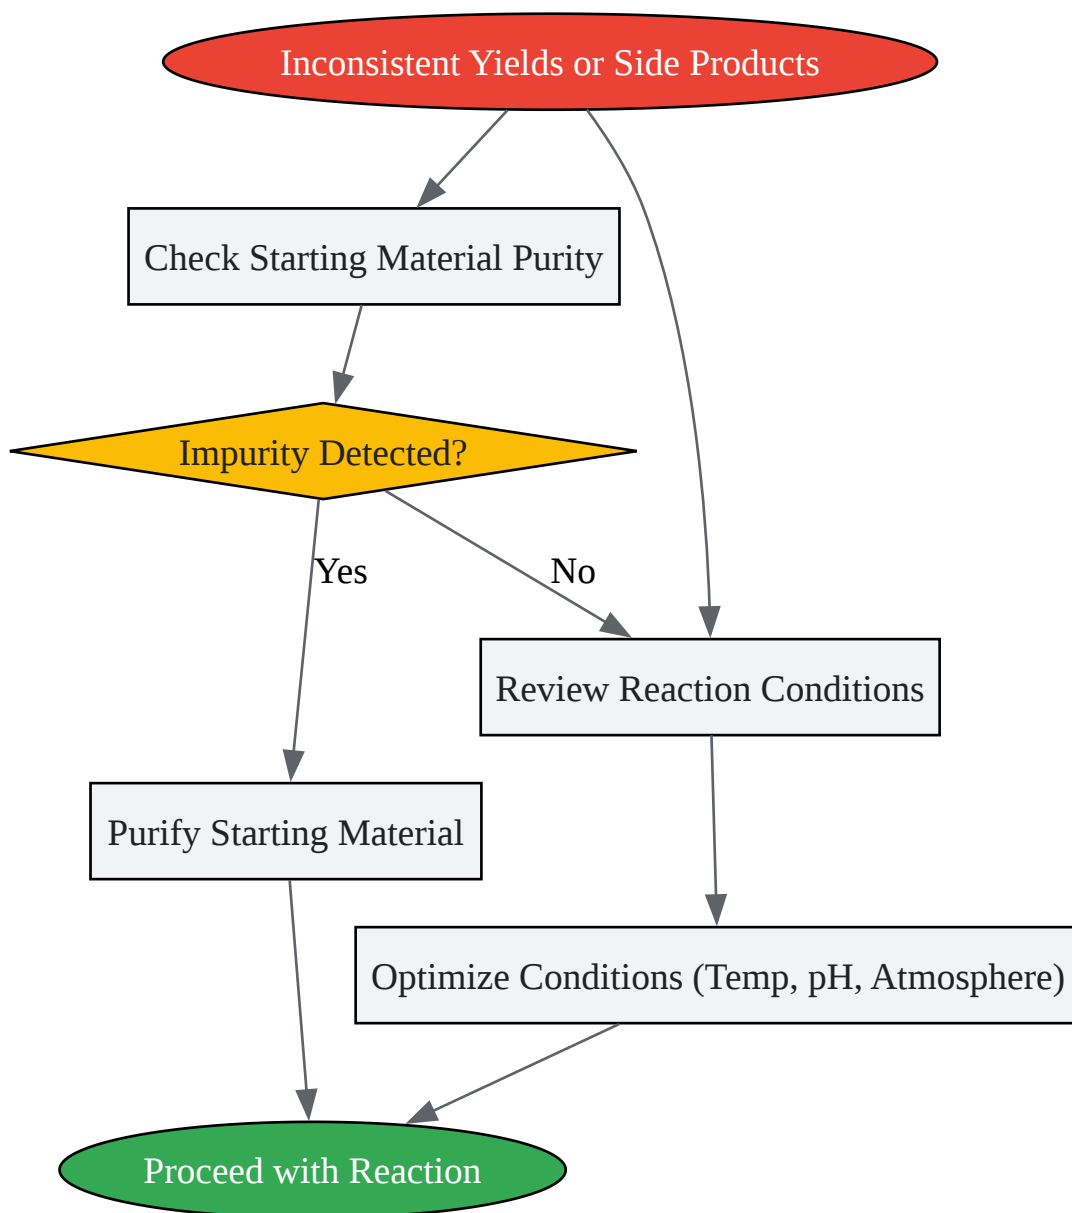 Inconsistent Yields or Side Products
Check Starting Material Purity
Impurity Detected?
Yes
No
Review Reaction Conditions
Purify Starting Material
Optimize Conditions (Temp, pH, Atmosphere)
Proceed with Reaction